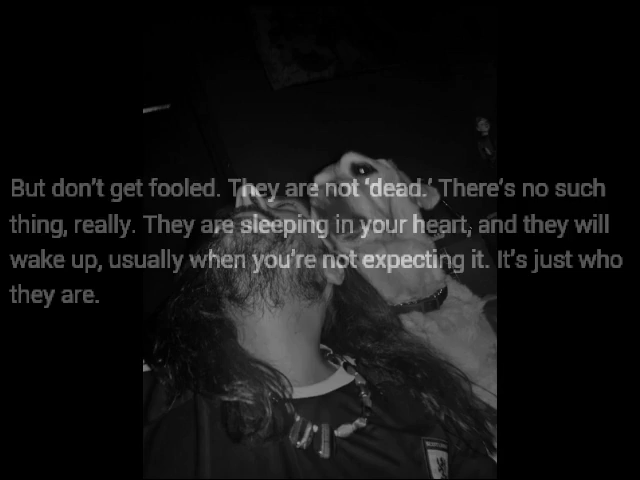 But don't get fooled. They are not 'dead.' There's no such
thing, really. They are sleeping in your heart, and they will
wake up, usually when you're not expecting it. It's just who
they are.